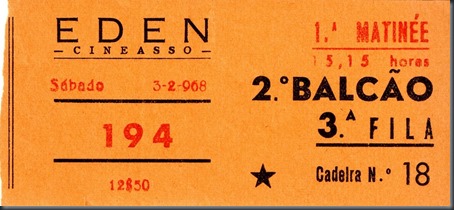 EDEN
- CINEASSO -
Sábado 3-2-968
194
12$50
1.ª MATINÉE
15,15 horas
2.º BALCÃO
3.ª FILA
Cadeira N.º 18